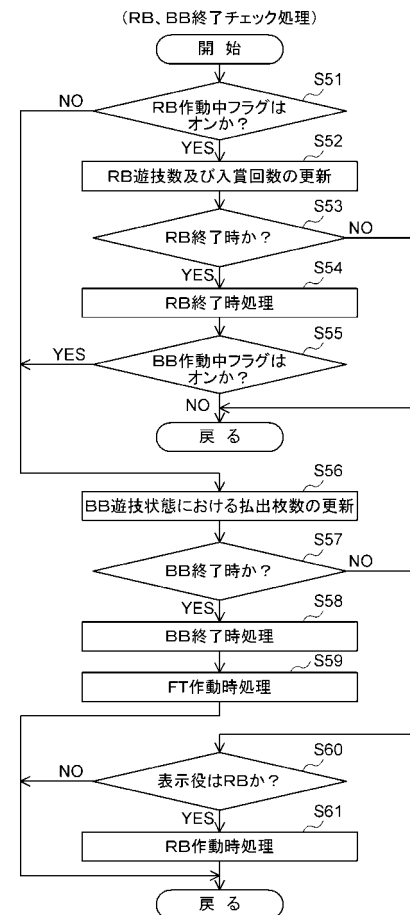 (RB、BB終了チェック処理)
開 始
S51
NO
RB作動中フラグは
オンか?
YES
S52
RB遊技数及び入賞回数の更新
S53
NO
RB終了時か?
YES
S54
RB終了時処理
S55
YES
BB作動中フラグは
オンか?
NO
戻 る
S56
BB遊技状態における払出枚数の更新
S57
BB終了時か?
NO
YES
S58
BB終了時処理
S59
FT作動時処理
S60
NO
表示役はRBか?
YES
S61
RB作動時処理
戻 る